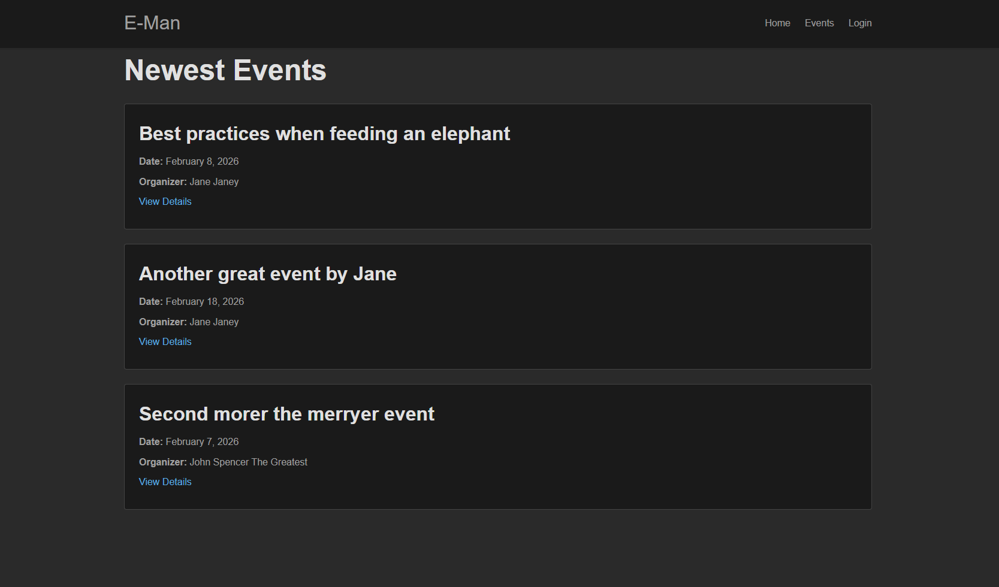 E-Man
Home Events Login
Newest Events
Best practices when feeding an elephant
Date: February 8, 2026
Organizer: Jane Janey
View Details
Another great event by Jane
Date: February 18, 2026
Organizer: Jane Janey
View Details
Second morer the merryer event
Date: February 7, 2026
Organizer: John Spencer The Greatest
View Details